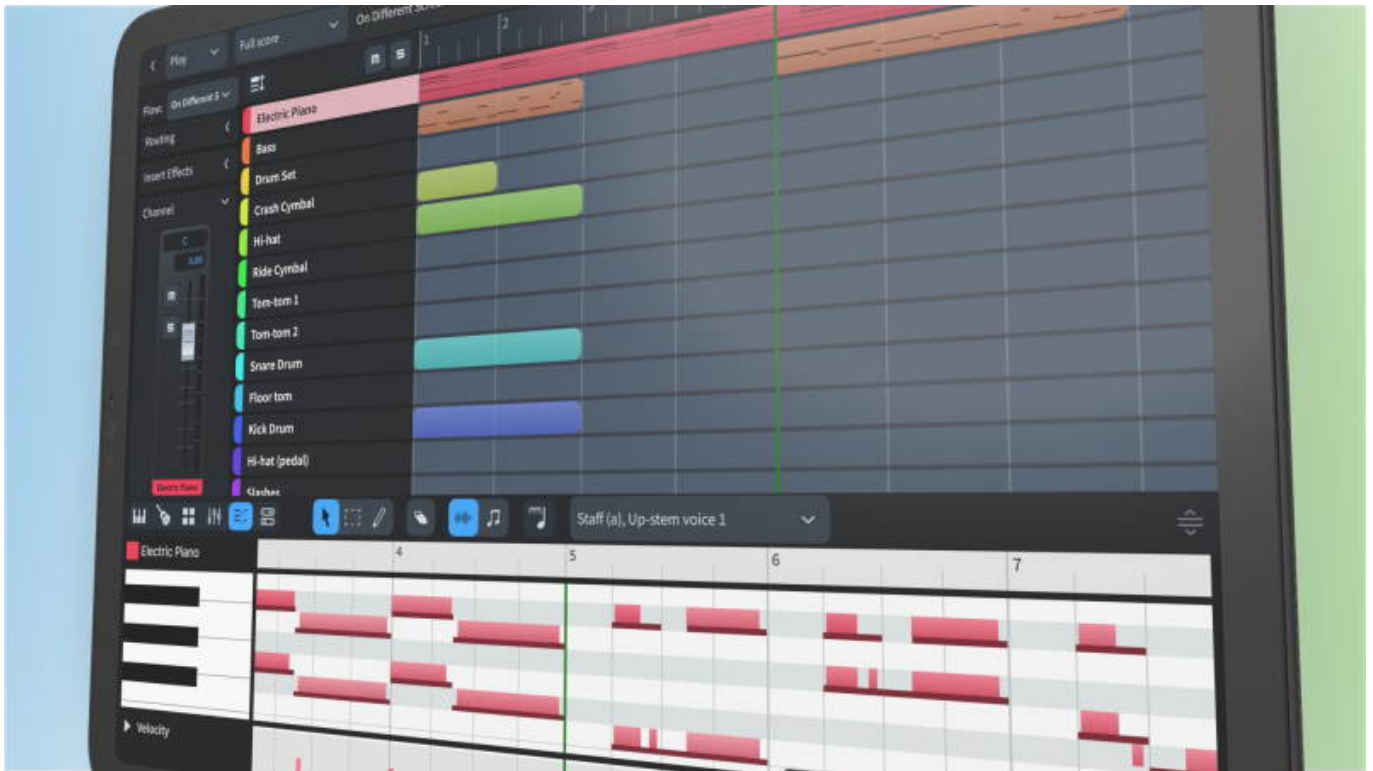 Play
Full score
On Different
1
2
m
s
Flow:
On Different S
Routing
Insert Effects
Channel
C
m
S
Electric Piano
Electric Piano
Bass
Drum Set
Crash Cymbal
Hi-hat
Ride Cymbal
Tom-tom 1
Tom-tom 2
Snare Drum
Floor tom
Kick Drum
Hi-hat (pedal)
Slashes
Staff (a), Up-stem voice 1
Electric Piano
4
5
6
7
Velocity